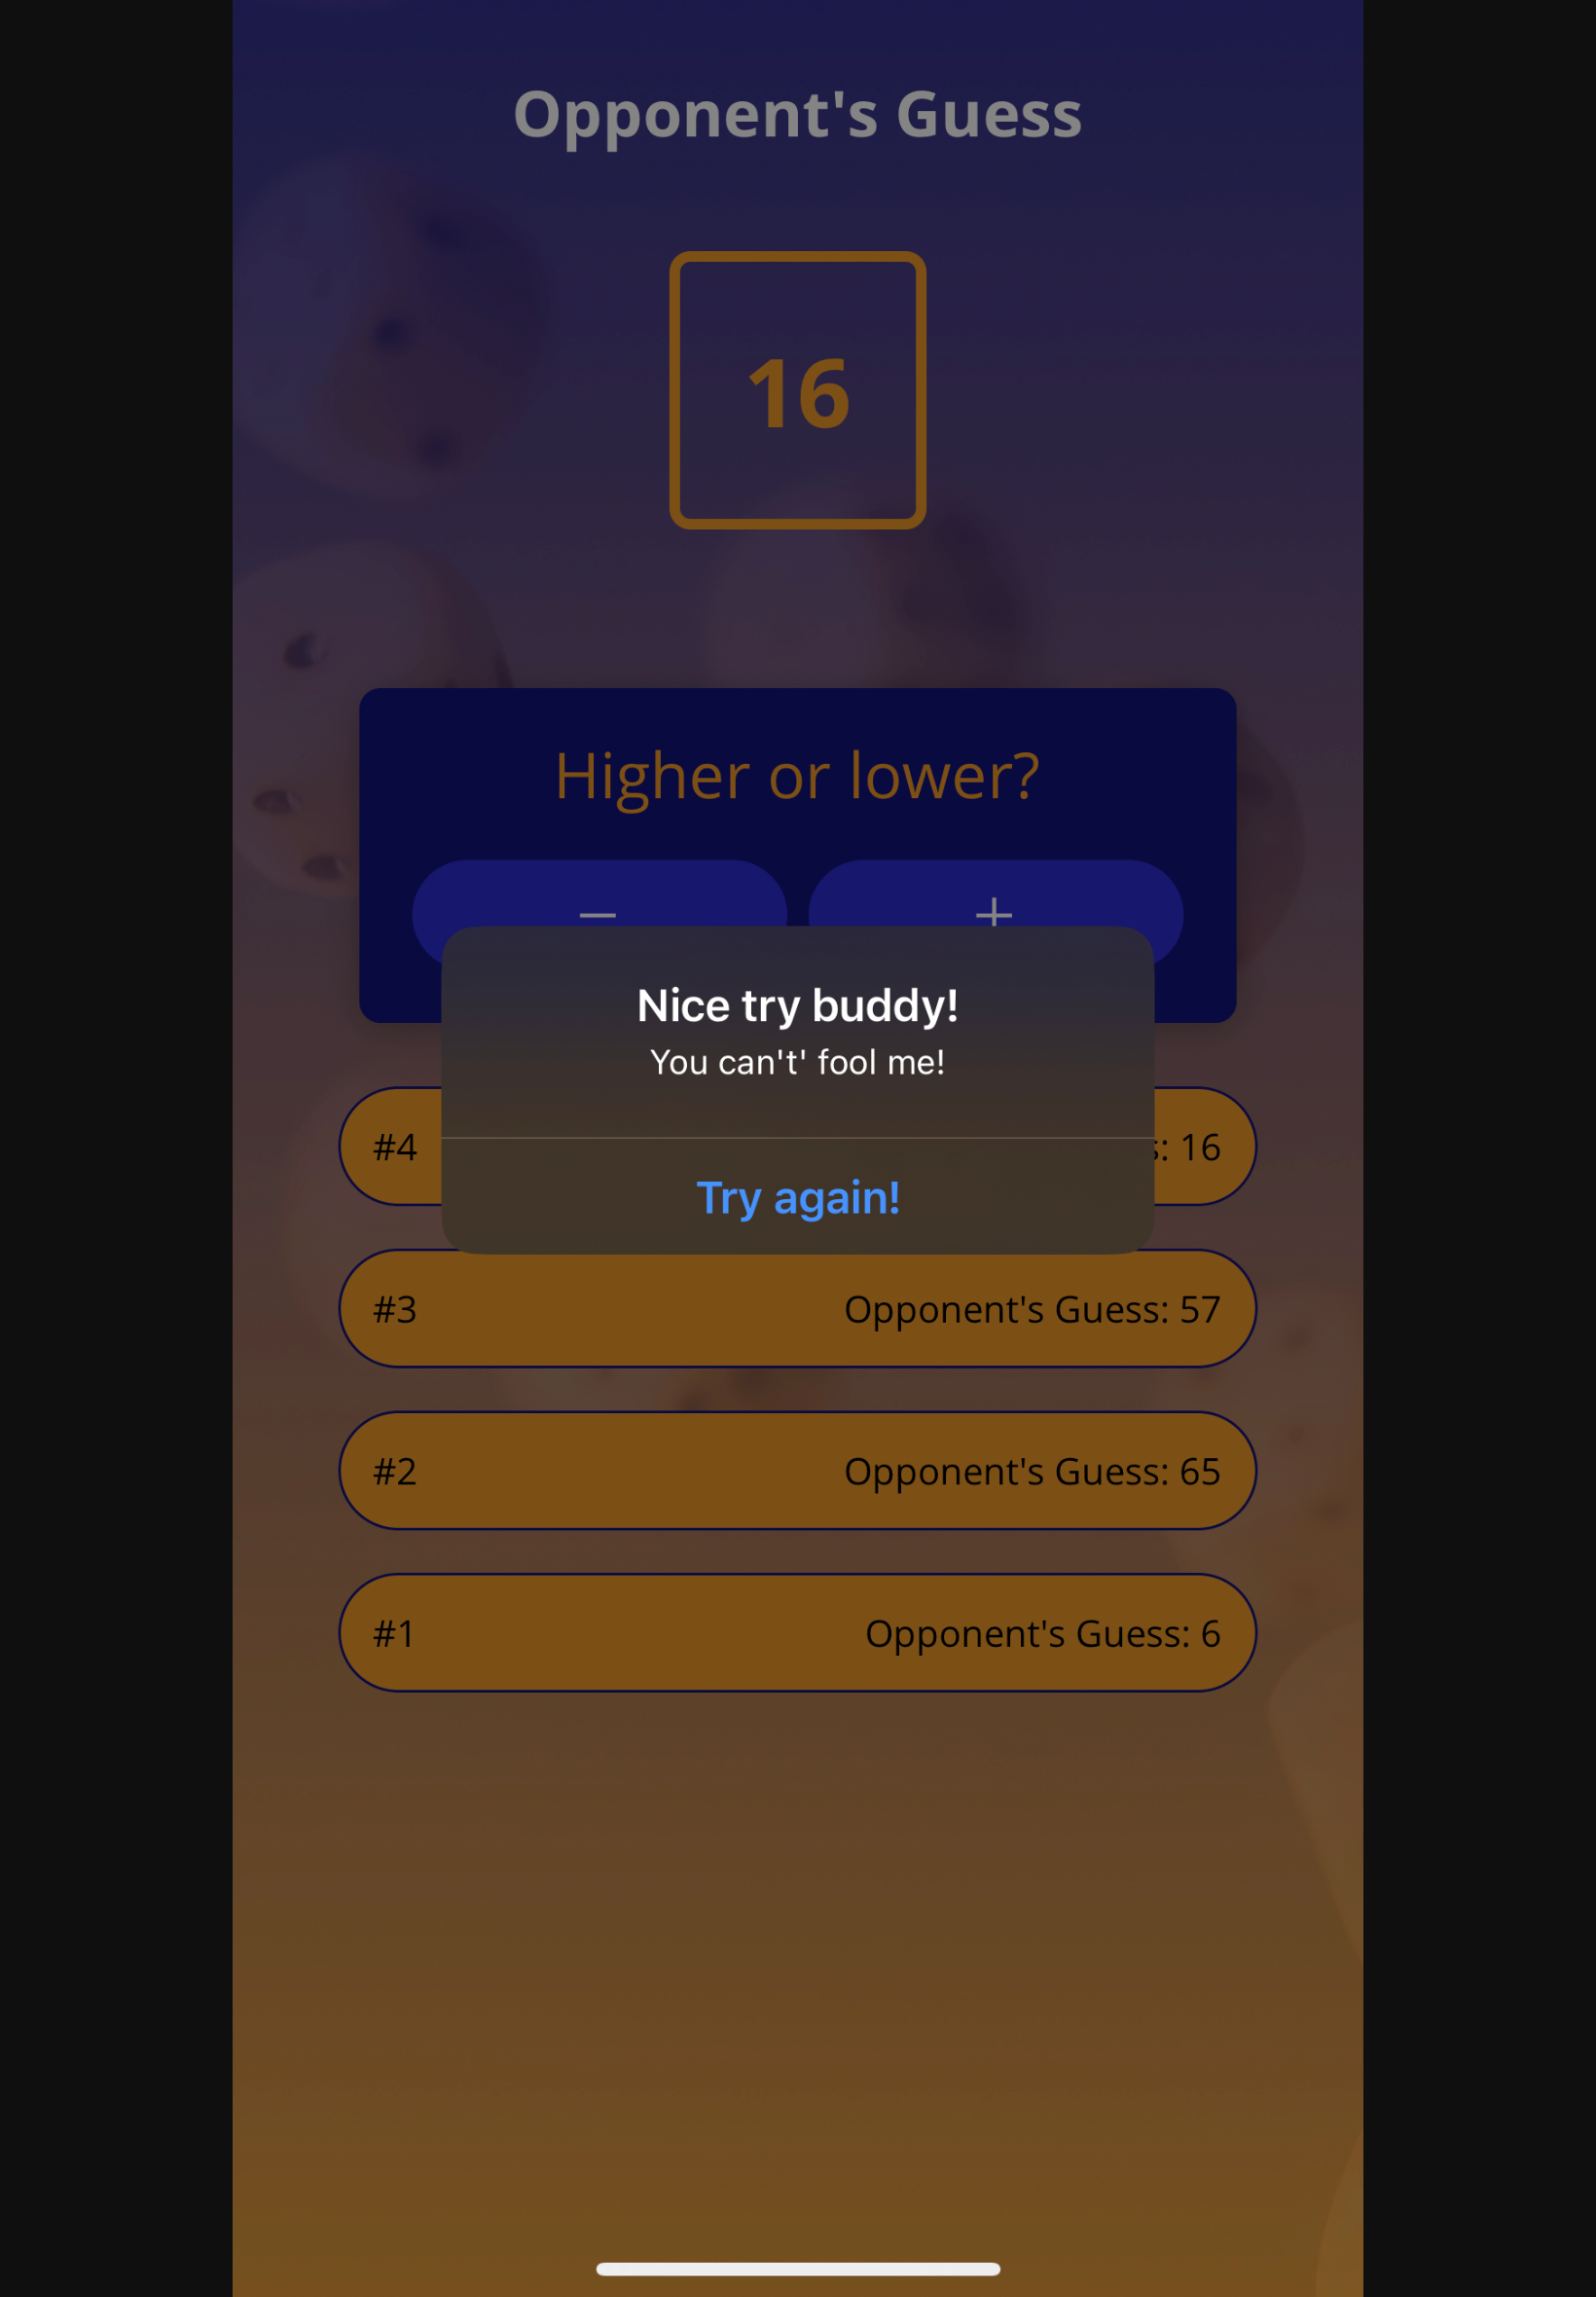 Opponent's Guess
16
Higher or lower?
− +
Nice try buddy!
You can't't' fool me!
Try again!
#4 : 16
#3 Opponent's Guess: 57
#2 Opponent's Guess: 65
#1 Opponent's Guess: 6